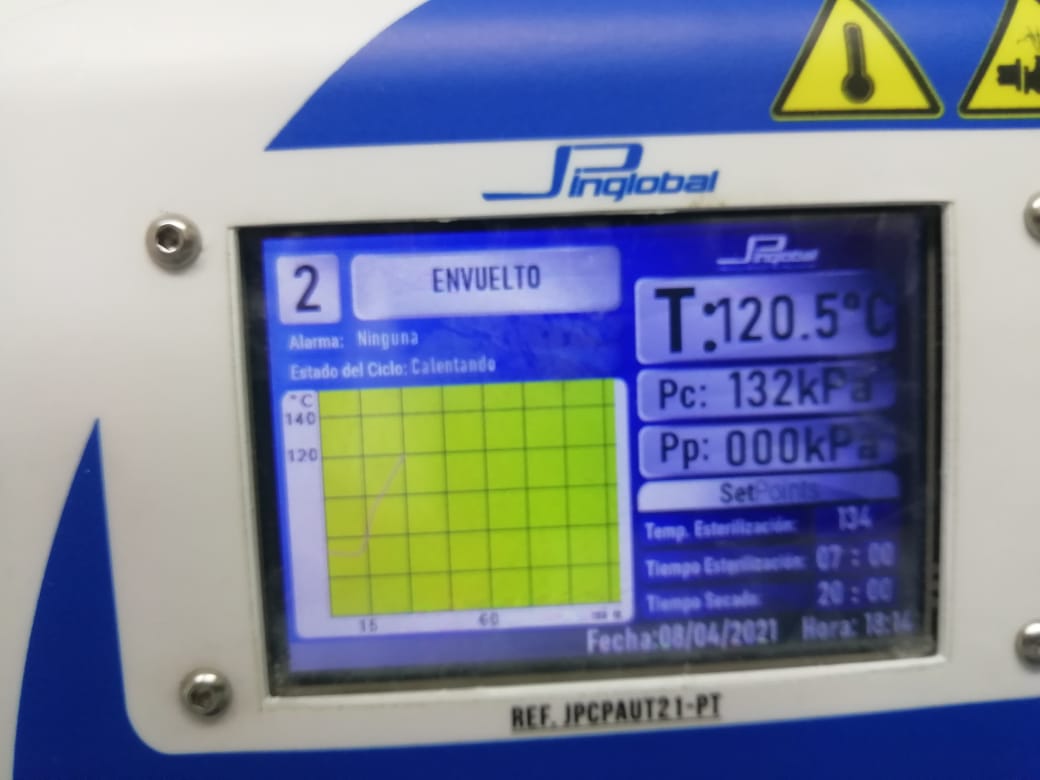 JPinglobal
2
ENVUELTO
JPinglobal
Alarma: Ninguna
Estado del Ciclo: Calentando
T: 120.5°C
Pc: 132kPa
Pp: 000kPa
SetPoints
Temp. Esterilización: 134
Tiempo Esterilización: 07 : 00
Tiempo Secado: 20 : 00
°C
140
120
15
60
Fecha:08/04/2021 Hora: 18:14
REF. JPCPAUT21-PT